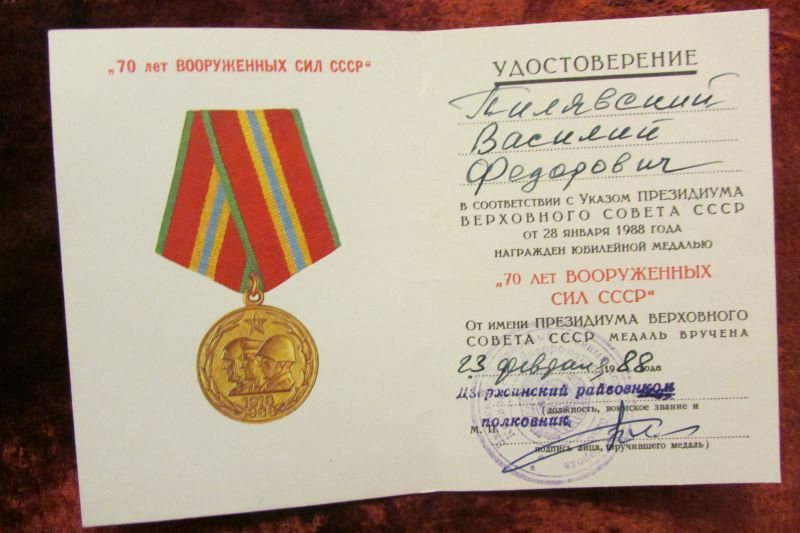 „70 лет ВООРУЖЕННЫХ СИЛ СССР“
1918
1988
УДОСТОВЕРЕНИЕ
Пилявский
Василий
Федорович
В СООТВЕТСТВИИ С УКАЗОМ ПРЕЗИДИУМА
ВЕРХОВНОГО СОВЕТА СССР
ОТ 28 ЯНВАРЯ 1988 ГОДА
НАГРАЖДЕН ЮБИЛЕЙНОЙ МЕДАЛЬЮ
„70 ЛЕТ ВООРУЖЕННЫХ
СИЛ СССР“
ОТ ИМЕНИ ПРЕЗИДИУМА ВЕРХОВНОГО
СОВЕТА СССР МЕДАЛЬ ВРУЧЕНА
„23 февраля 1988 года
Дзержинский райвоенком
(должность, воинское звание и
полковник
М. П.
подпись лица, вручившего медаль)